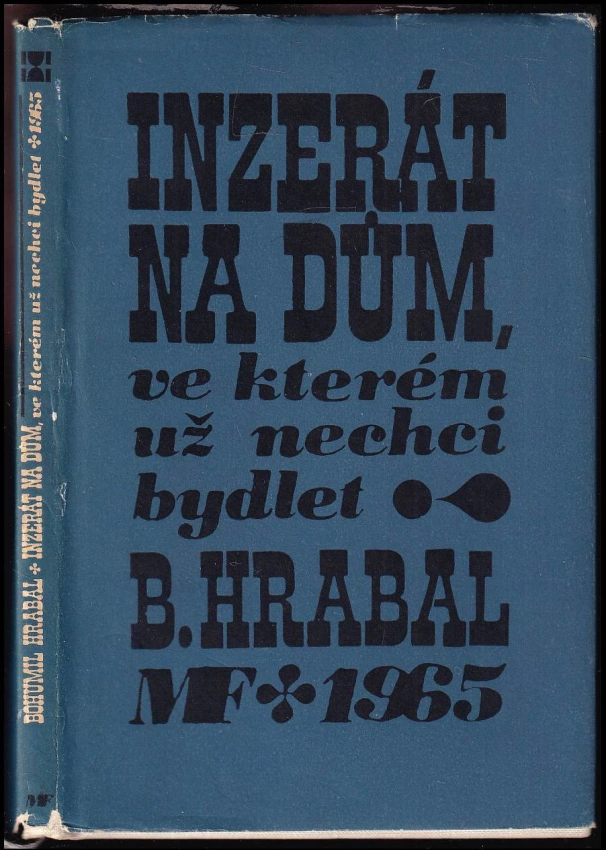 INZERÁT
NA DŮM,
ve kterém
už nechci
bydlet
B. HRABAL
MF 1965
BOHUMIL HRABAL INZERÁT NA DŮM, ve kterém už nechci bydlet 1965
MF